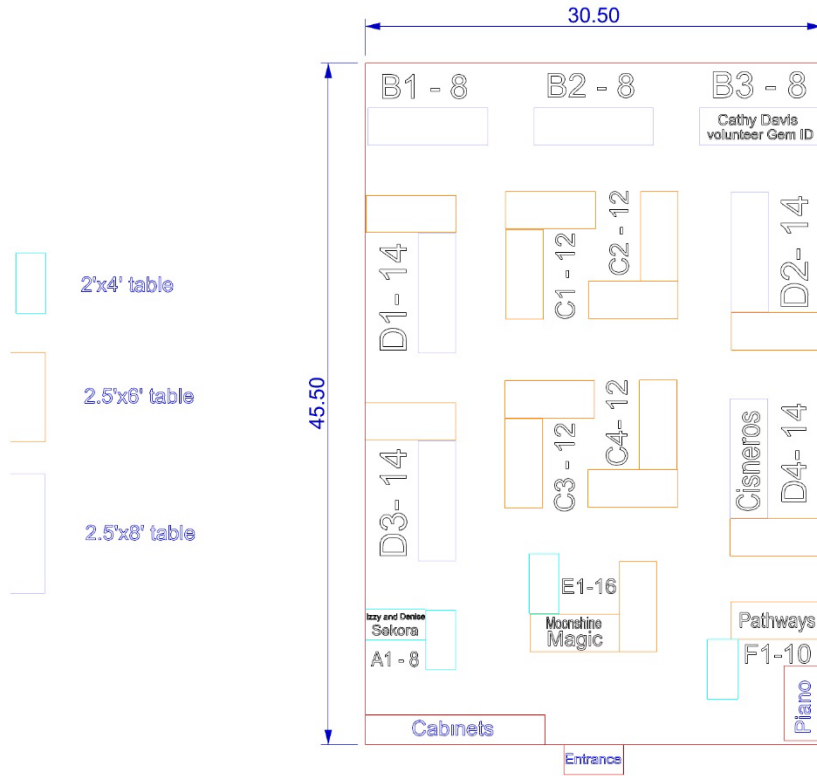 30.50
B1 - 8
B2 - 8
B3 - 8
Cathy Davis
volunteer Gem ID
2'x4' table
2.5'x6' table
2.5'x8' table
45.50
D1- 14
C1 - 12
C2 - 12
D2- 14
D3- 14
C3 - 12
C4- 12
Cisneros
D4- 14
Izzy and Denise
Sekora
A1 - 8
E1-16
Moonshine
Magic
Pathways
F1-10
Piano
Cabinets
Entrance